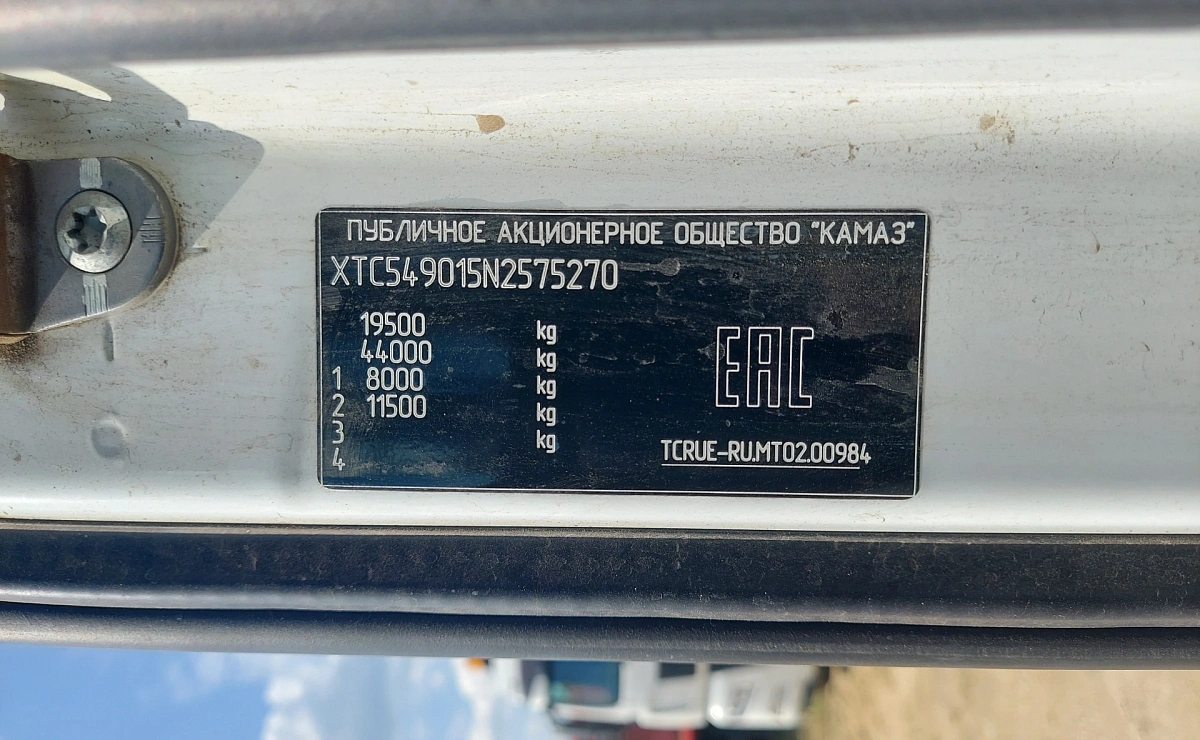 ПУБЛИЧНОЕ АКЦИОНЕРНОЕ ОБЩЕСТВО "КАМАЗ"
XTC549015N2575270
19500 kg
44000 kg
1 8000 kg
2 11500 kg
3 kg
4
EAC
TCRUE-RU.MT02.00984